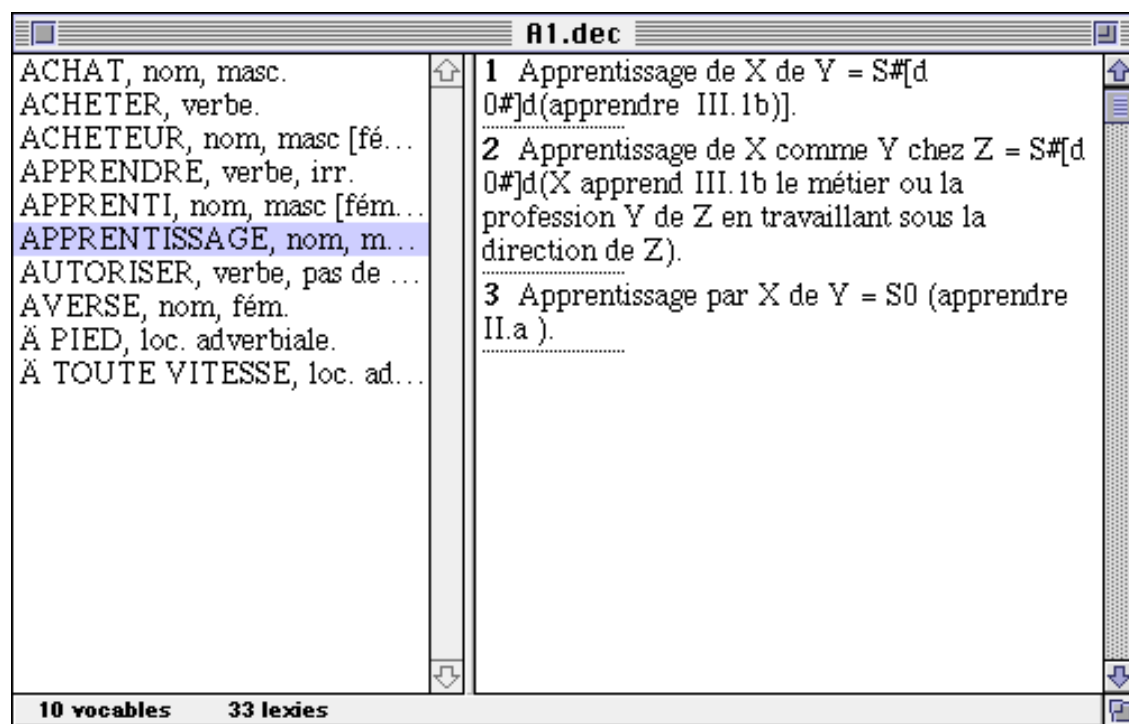 A1.dec
ACHAT, nom, masc.
ACHETER, verbe.
ACHETEUR, nom, masc [fé...
APPRENDRE, verbe, irr.
APPRENTI, nom, masc [fém...
APPRENTISSAGE, nom, m...
AUTORISER, verbe, pas de ...
AVERSE, nom, fém.
Ä PIED, loc. adverbiale.
Ä TOUTE VITESSE, loc. ad...
1 Apprentissage de X de Y = S#[d
0#]d(apprendre III.1b)].
2 Apprentissage de X comme Y chez Z = S#[d
0#]d(X apprend III.1b le métier ou la
profession Y de Z en travaillant sous la
direction de Z).
3 Apprentissage par X de Y = S0 (apprendre
II.a ).
10 vocables 33 lexies